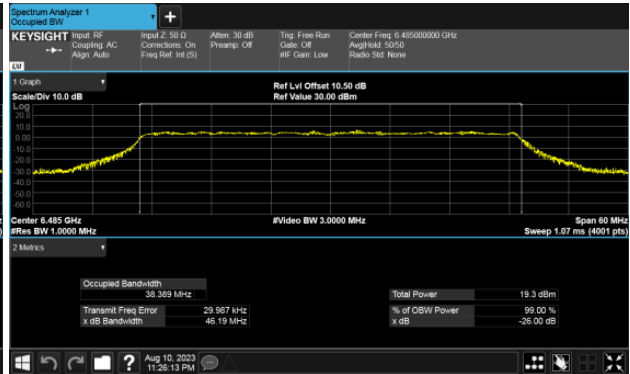 Spectrum Analyzer 1
Occupied BW
+
KEYSIGHT
Input: RF
Coupling: AC
Align: Auto
Input Z: 50 Ω
Corrections: On
Freq Ref: Int (S)
Atten: 30 dB
Preamp: Off
Trig: Free Run
Gate: Off
#IF Gain: Low
Center Freq: 6.485000000 GHz
Avg|Hold: 50/50
Radio Std: None
LXI
1 Graph
Scale/Div 10.0 dB
Ref Lvl Offset 10.50 dB
Ref Value 30.00 dBm
Log
20.0
10.0
0.00
-10.0
-20.0
-30.0
-40.0
-50.0
-60.0
Center 6.485 GHz
#Res BW 1.0000 MHz
#Video BW 3.0000 MHz
Span 60 MHz
Sweep 1.07 ms (4001 pts)
2 Metrics
Occupied Bandwidth
38.389 MHz
Transmit Freq Error 29.987 kHz
x dB Bandwidth 46.19 MHz
Total Power 19.3 dBm
% of OBW Power 99.00 %
x dB -26.00 dB
?
Aug 10, 2023
11:26:13 PM